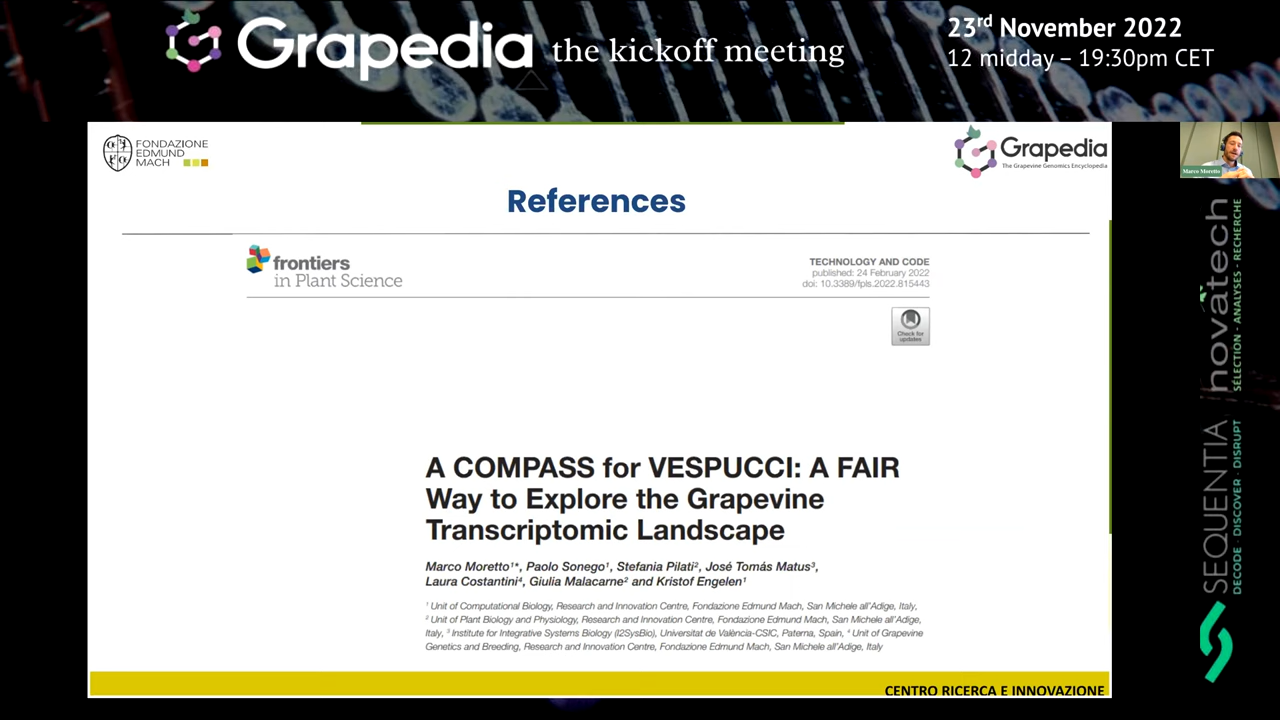 Grapedia the kickoff meeting
23rd November 2022
12 midday – 19:30pm CET
FONDAZIONE
EDMUND
MACH
Grapedia
The Grapevine Genomics Encyclopedia
Marco Moretto
References
frontiers
in Plant Science
TECHNOLOGY AND CODE
published: 24 February 2022
doi: 10.3389/fpls.2022.815443
Check for
updates
A COMPASS for VESPUCCI: A FAIR
Way to Explore the Grapevine
Transcriptomic Landscape
Marco Moretto1*, Paolo Sonego1, Stefania Pilati2, José Tomás Matus3,
Laura Costantini4, Giulia Malacarne2 and Kristof Engelen1
1 Unit of Computational Biology, Research and Innovation Centre, Fondazione Edmund Mach, San Michele all’Adige, Italy,
2 Unit of Plant Biology and Physiology, Research and Innovation Centre, Fondazione Edmund Mach, San Michele all’Adige,
Italy, 3 Institute for Integrative Systems Biology (I2SysBio), Universitat de València-CSIC, Paterna, Spain, 4 Unit of Grapevine
Genetics and Breeding, Research and Innovation Centre, Fondazione Edmund Mach, San Michele all’Adige, Italy
CENTRO RICERCA E INNOVAZIONE
novatech
SÉLECTION - ANALYSES - RECHERCHE
SEQUENTIA
DECODE · DISCOVER · DISRUPT